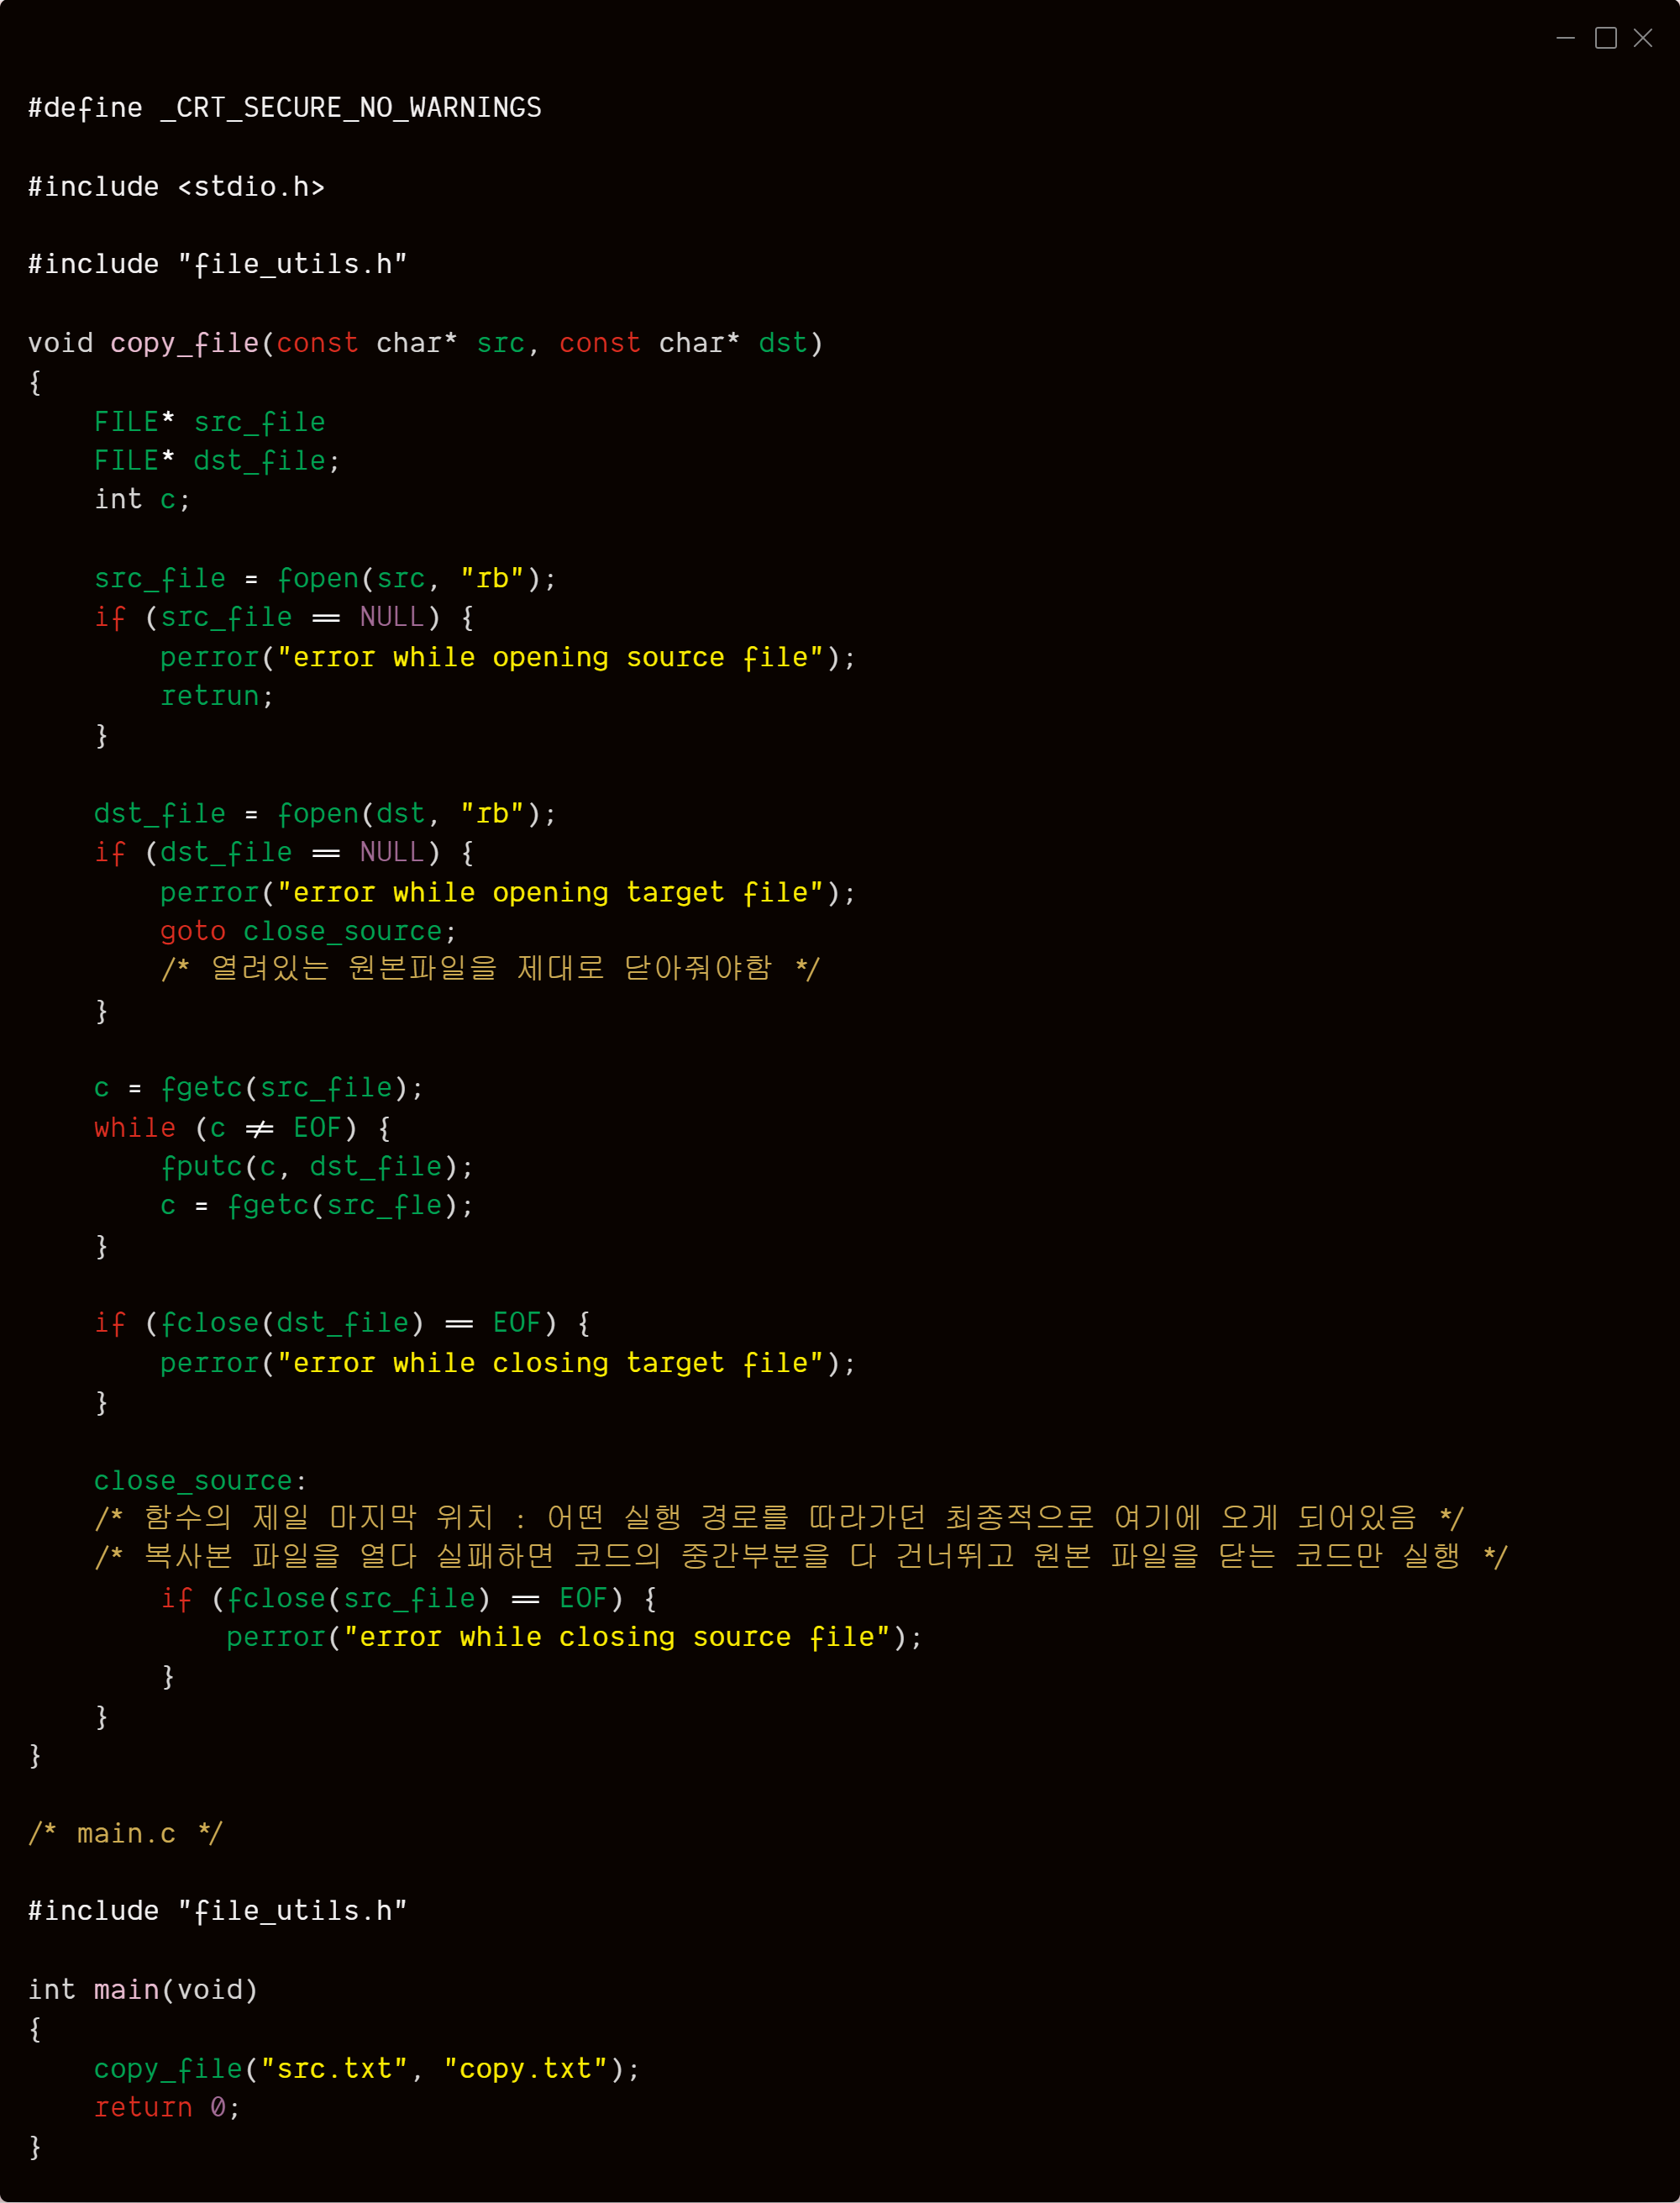 #define _CRT_SECURE_NO_WARNINGS
#include <stdio.h>
#include "file_utils.h"
void copy_file(const char* src, const char* dst)
{
FILE* src_file
FILE* dst_file;
int c;
src_file = fopen(src, "rb");
if (src_file == NULL) {
perror("error while opening source file");
retrun;
}
dst_file = fopen(dst, "rb");
if (dst_file == NULL) {
perror("error while opening target file");
goto close_source;
/* 열려있는 원본파일을 제대로 닫아줘야함 */
}
c = fgetc(src_file);
while (c != EOF) {
fputc(c, dst_file);
c = fgetc(src_fle);
}
if (fclose(dst_file) == EOF) {
perror("error while closing target file");
}
close_source:
/* 함수의 제일 마지막 위치 : 어떤 실행 경로를 따라가던 최종적으로 여기에 오게 되어있음 */
/* 복사본 파일을 열다 실패하면 코드의 중간부분을 다 건너뛰고 원본 파일을 닫는 코드만 실행 */
if (fclose(src_file) == EOF) {
perror("error while closing source file");
}
}
}
/* main.c */
#include "file_utils.h"
int main(void)
{
copy_file("src.txt", "copy.txt");
return 0;
}